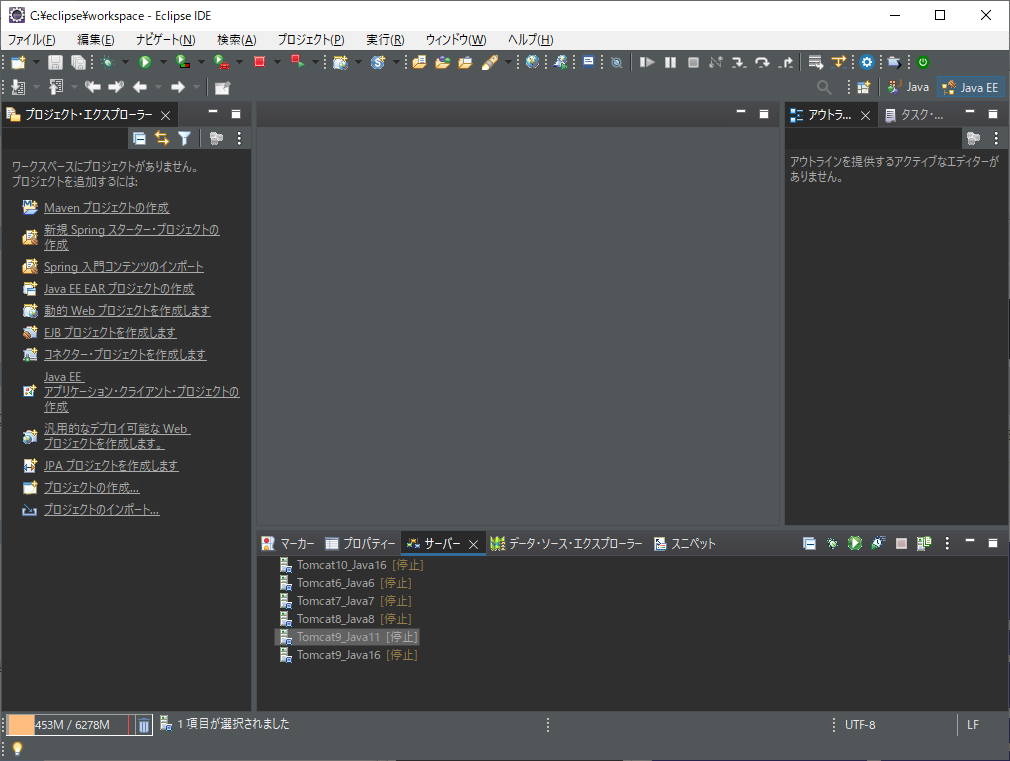 C:¥eclipse¥workspace - Eclipse IDE
ファイル(F) 編集(E) ナビゲート(N) 検索(A) プロジェクト(P) 実行(R) ウィンドウ(W) ヘルプ(H)
Java Java EE
プロジェクト・エクスプローラー
アウトラ... タスク・...
ワークスペースにプロジェクトがありません。
プロジェクトを追加するには:
Maven プロジェクトの作成
新規 Spring スターター・プロジェクトの
作成
Spring 入門コンテンツのインポート
Java EE EAR プロジェクトの作成
動的 Web プロジェクトを作成します
EJB プロジェクトを作成します
コネクター・プロジェクトを作成します
Java EE
アプリケーション・クライアント・プロジェクトの
作成
汎用的なデプロイ可能な Web
プロジェクトを作成します。
JPA プロジェクトを作成します
プロジェクトの作成...
プロジェクトのインポート...
アウトラインを提供するアクティブなエディターが
ありません。
マーカー プロパティー サーバー データ・ソース・エクスプローラー スニペット
Tomcat10_Java16 [停止]
Tomcat6_Java6 [停止]
Tomcat7_Java7 [停止]
Tomcat8_Java8 [停止]
Tomcat9_Java11 [停止]
Tomcat9_Java16 [停止]
453M / 6278M 1 項目が選択されました UTF-8 LF